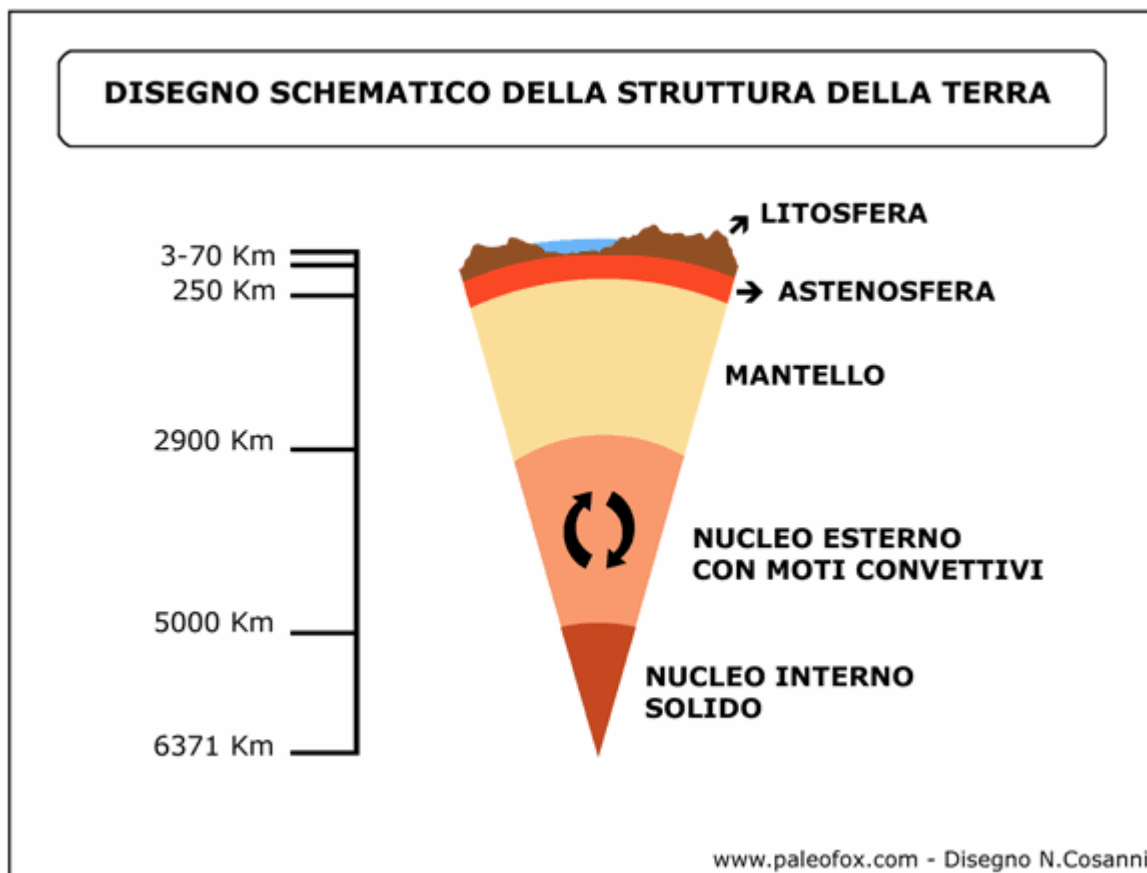 DISEGNO SCHEMATICO DELLA STRUTTURA DELLA TERRA
LITOSFERA
3-70 Km
250 Km
ASTENOSFERA
MANTELLO
2900 Km
NUCLEO ESTERNO
CON MOTI CONVETTIVI
5000 Km
NUCLEO INTERNO
SOLIDO
6371 Km
www.paleofox.com - Disegno N.Cosanni